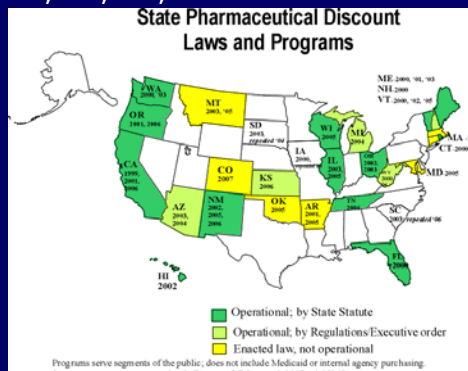 State Pharmaceutical Discount
Laws and Programs
ME-2000, '01, '03
NH-2000
VT-2000, '02, '05
WA
2000, '03
MT
2003, '05
OR
2001, 2006
SD
2003,
repealed '04
WI
2005
MI
2004
IA
2000,
MA
CT-2000
CA
1999,
2001,
2006
IL
2003,
2005
OH
2002,
2003
MD-2005
CO
2007
KS
2006
AZ
2003,
2004
NM
2002,
2005,
2006
OK
2005
AR
2001,
2005
TN
SC
2003, repealed '06
HI
2002
FL
2000
Operational; by State Statute
Operational; by Regulations/Executive order
Enacted law, not operational
Programs serve segments of the public; does not include Medicaid or internal agency purchasing.